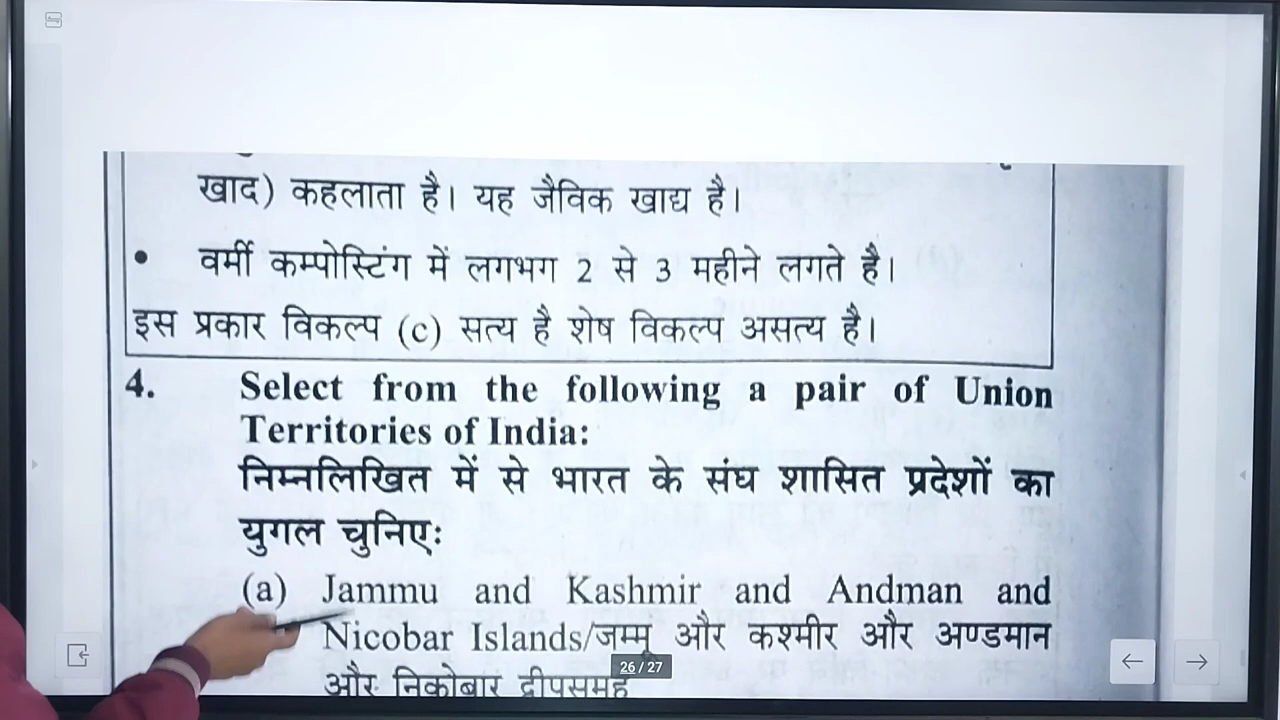 खाद) कहलाता है। यह जैविक खाद्य है।
• वर्मी कम्पोस्टिंग में लगभग 2 से 3 महीने लगते है।
इस प्रकार विकल्प (c) सत्य है शेष विकल्प असत्य है।
4. Select from the following a pair of Union
Territories of India:
निम्नलिखित में से भारत के संघ शासित प्रदेशों का
युगल चुनिए:
(a) Jammu and Kashmir and Andman and
Nicobar Islands/जम्मू और कश्मीर और अण्डमान
और निकोबार द्वीपसमूह
26 / 27